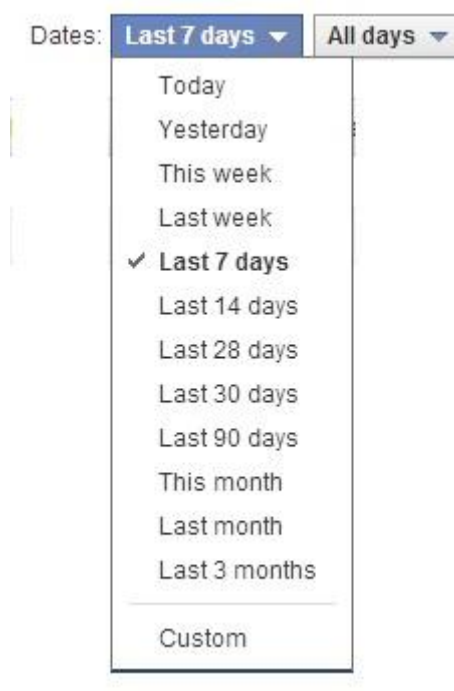 Dates: Last 7 days All days
Today
Yesterday
This week
Last week
Last 7 days
Last 14 days
Last 28 days
Last 30 days
Last 90 days
This month
Last month
Last 3 months
Custom